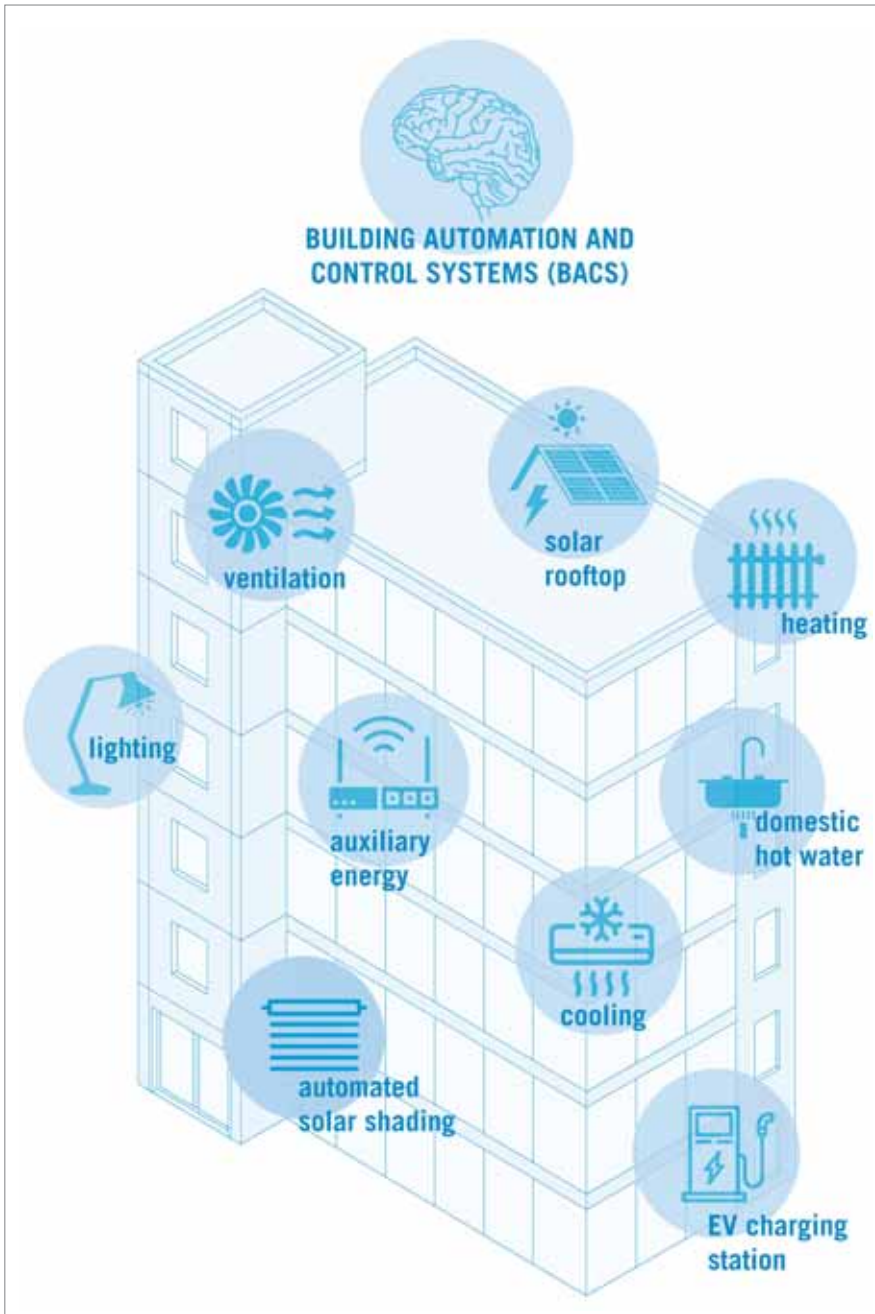 BUILDING AUTOMATION AND
CONTROL SYSTEMS (BACS)
ventilation
solar
rooftop
heating
lighting
auxiliary
energy
domestic
hot water
cooling
automated
solar shading
EV charging
station